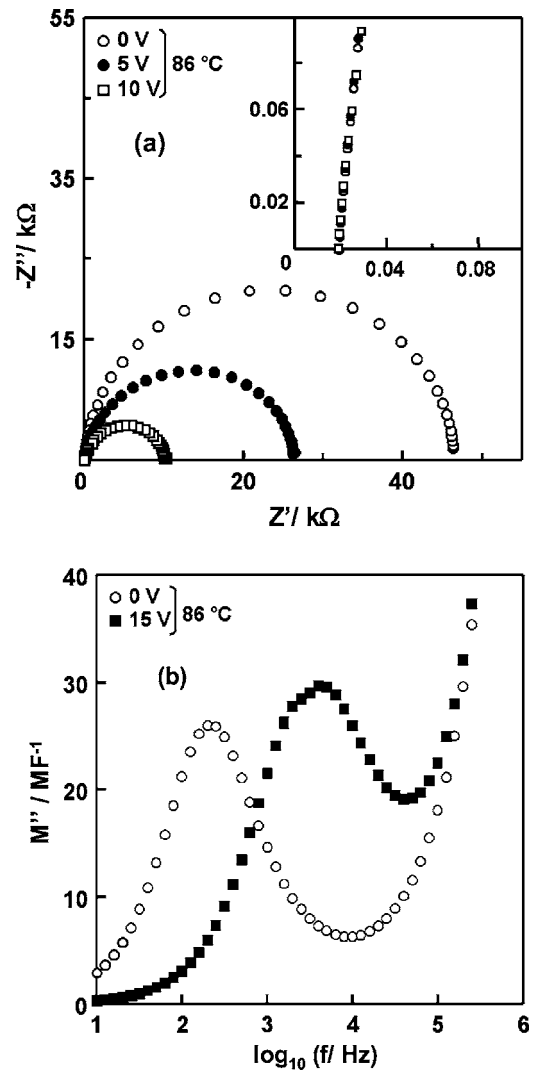 55
0 V
5 V
10 V
86 °C
(a)
0.06
0.02
0
0.04
0.08
35
15
-Z''/ kΩ
0
20
40
Z'/ kΩ
40
0 V
15 V
86 °C
(b)
30
20
10
0
M'' / MF-1
1
2
3
4
5
6
log10 (f/ Hz)